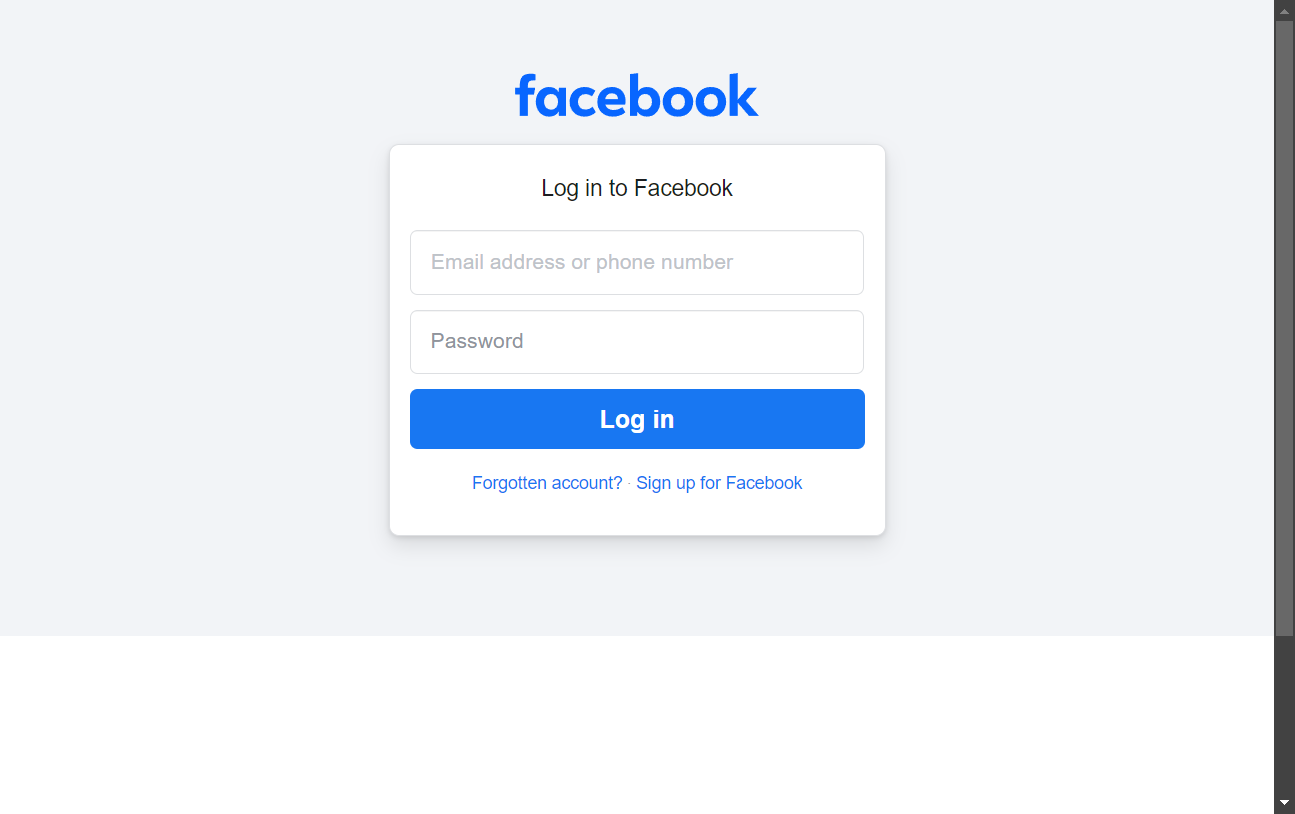 facebook
Log in to Facebook
Email address or phone number
Password
Log in
Forgotten account? · Sign up for Facebook